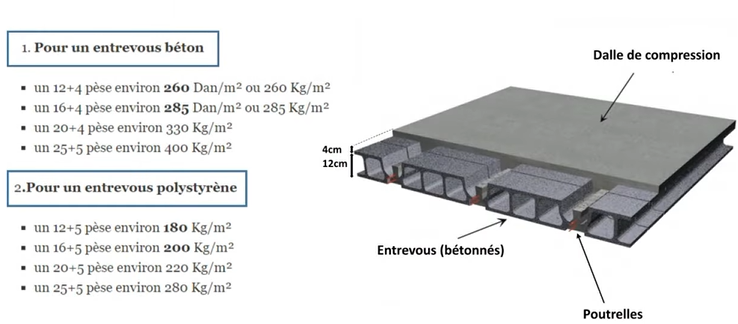 1. Pour un entrevous béton
un 12+4 pèse environ 260 Dan/m² ou 260 Kg/m²
un 16+4 pèse environ 285 Dan/m² ou 285 Kg/m²
un 20+4 pèse environ 330 Kg/m²
un 25+5 pèse environ 400 Kg/m²
2.Pour un entrevous polystyrène
un 12+5 pèse environ 180 Kg/m²
un 16+5 pèse environ 200 Kg/m²
un 20+5 pèse environ 220 Kg/m²
un 25+5 pèse environ 280 Kg/m²
Dalle de compression
4cm
12cm
Entrevous (bétonnés)
Poutrelles